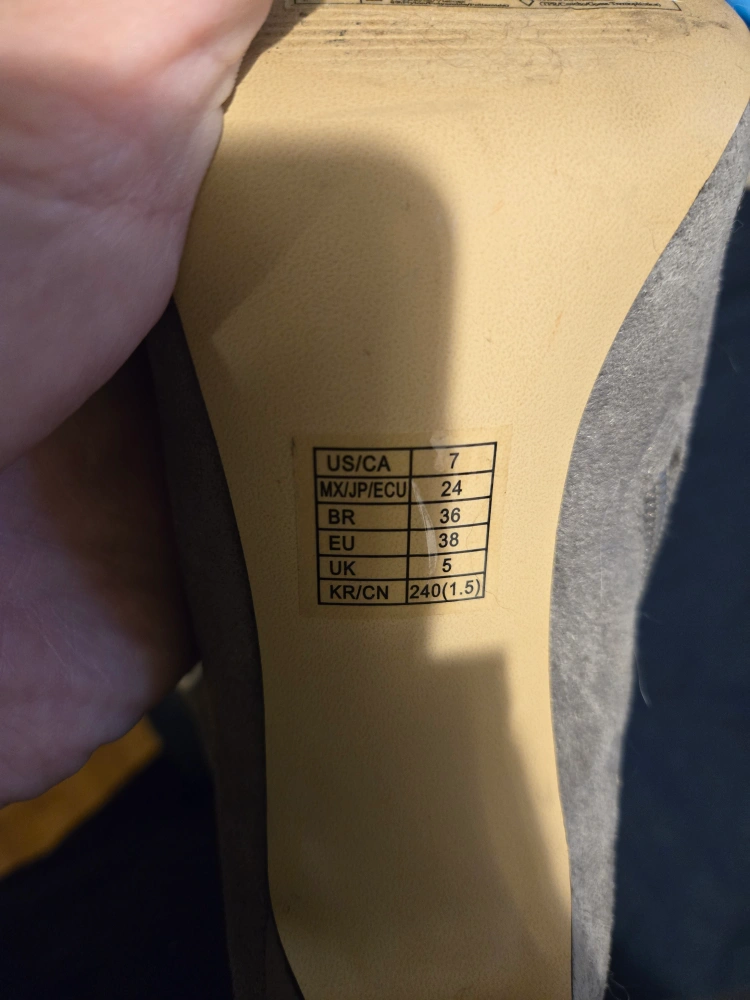 US/CA 7
MX/JP/ECU 24
BR 36
EU 38
UK 5
KR/CN 240(1.5)